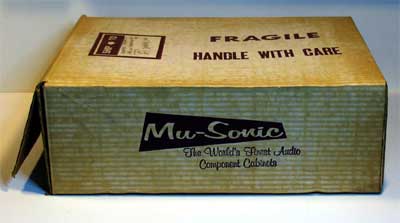 FRAGILE
HANDLE WITH CARE
Mu-Sonic
The World's Finest Audio
Component Cabinets